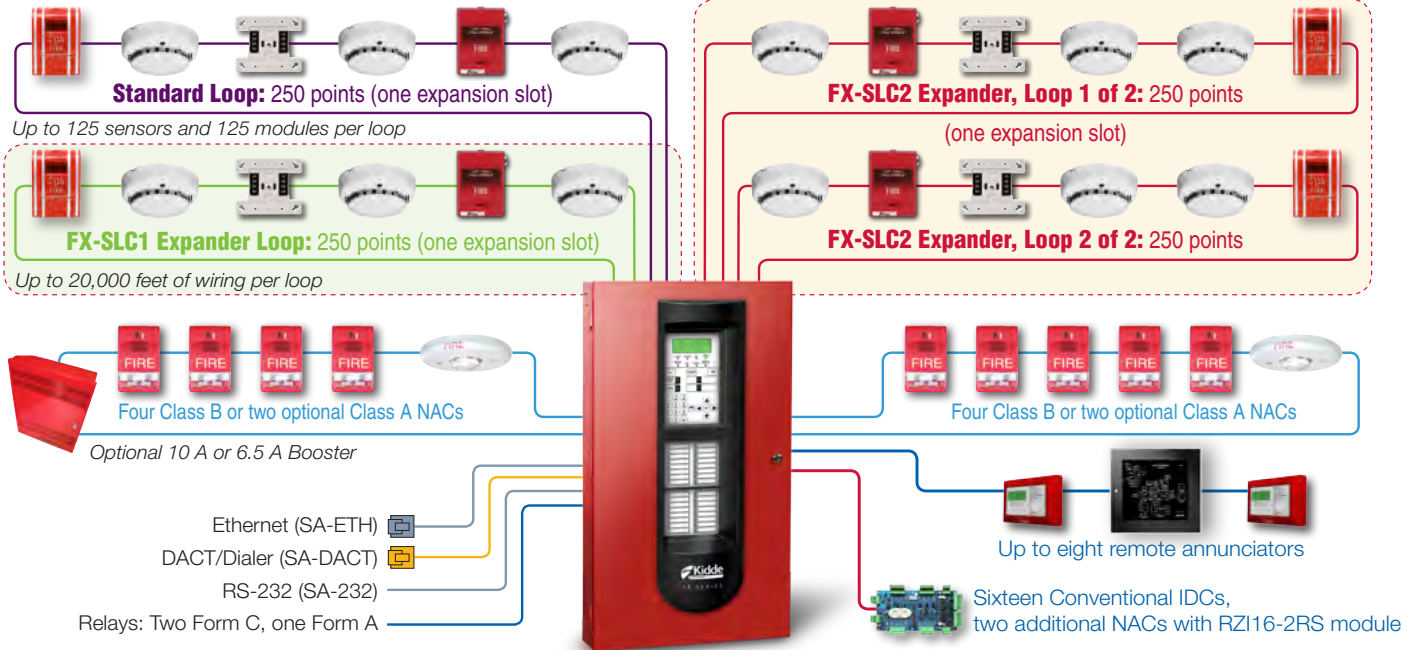 Standard Loop: 250 points (one expansion slot)
Up to 125 sensors and 125 modules per loop
FX-SLC1 Expander Loop: 250 points (one expansion slot)
Up to 20,000 feet of wiring per loop
FX-SLC2 Expander, Loop 1 of 2: 250 points
(one expansion slot)
FX-SLC2 Expander, Loop 2 of 2: 250 points
FIRE
FIRE
FIRE
FIRE
FIRE
Four Class B or two optional Class A NACs
Optional 10 A or 6.5 A Booster
FIRE
FIRE
FIRE
FIRE
FIRE
Four Class B or two optional Class A NACs
Ethernet (SA-ETH)
DACT/Dialer (SA-DACT)
RS-232 (SA-232)
Relays: Two Form C, one Form A
Kidde
Up to eight remote annunciators
Sixteen Conventional IDCs,
two additional NACs with RZI16-2RS module